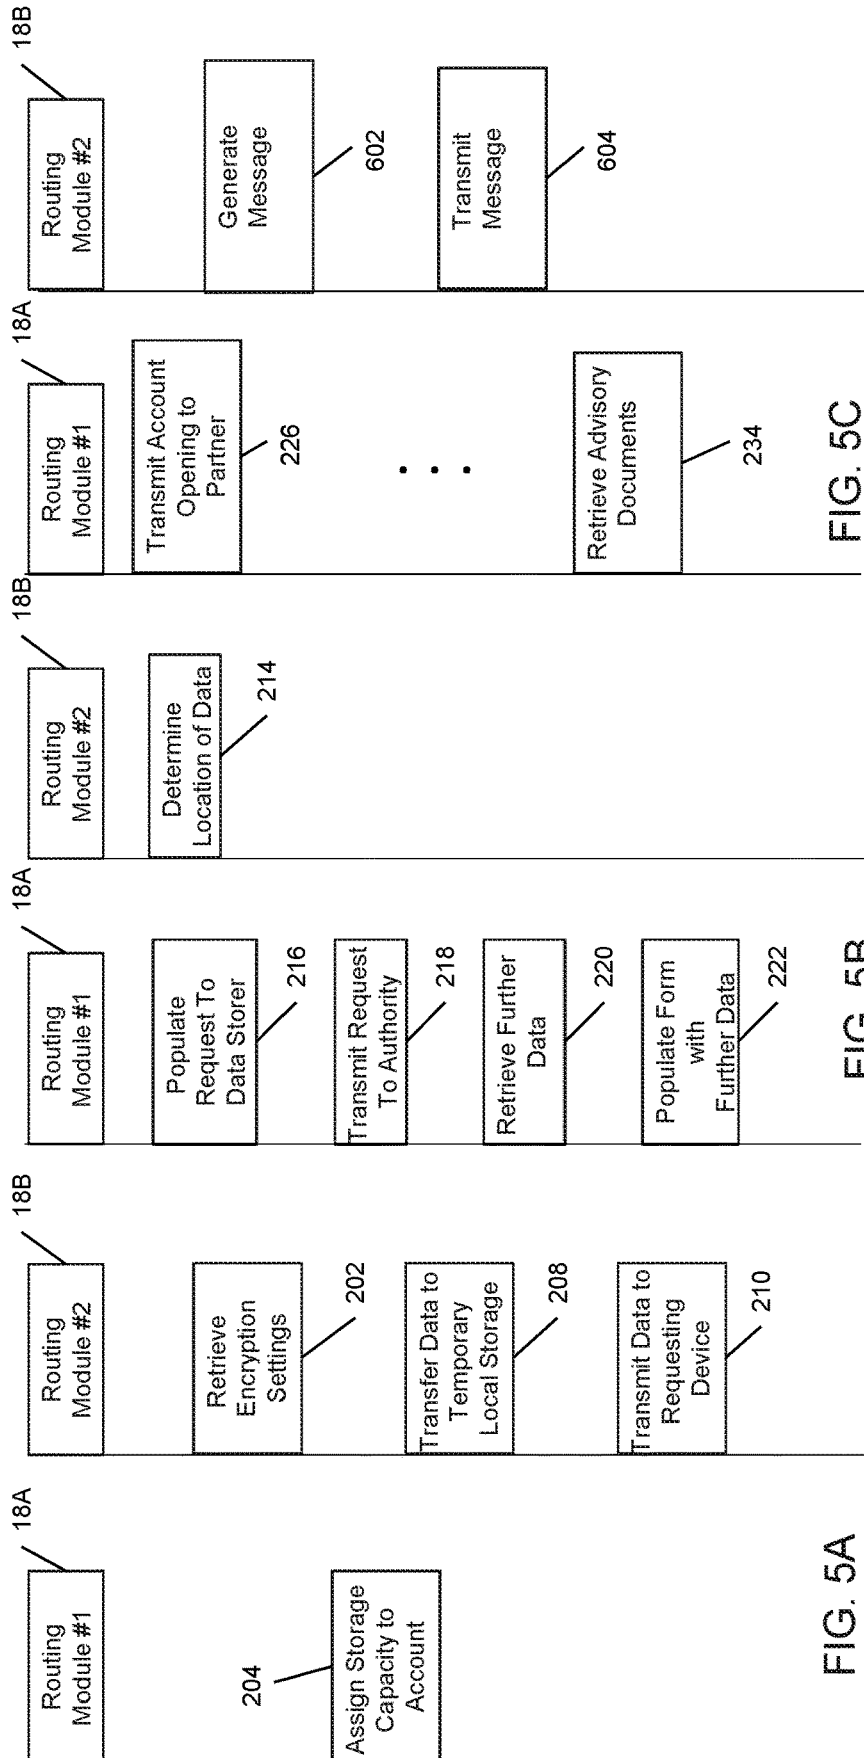 18A
Routing
Module #1
204
Assign Storage
Capacity to
Account
FIG. 5A
18B
Routing
Module #2
Retrieve
Encryption
Settings
202
Transfer Data to
Temporary
Local Storage
208
Transmit Data to
Requesting
Device
210
18A
Routing
Module #1
Populate
Request To
Data Storer
216
Transmit Request
To Authority
218
Retrieve Further
Data
220
Populate Form
with
Further Data
222
FIG. 5B
18B
Routing
Module #2
Determine
Location of Data
214
18A
Routing
Module #1
Transmit Account
Opening to
Partner
226
Retrieve Advisory
Documents
234
FIG. 5C
18B
Routing
Module #2
Generate
Message
602
Transmit
Message
604